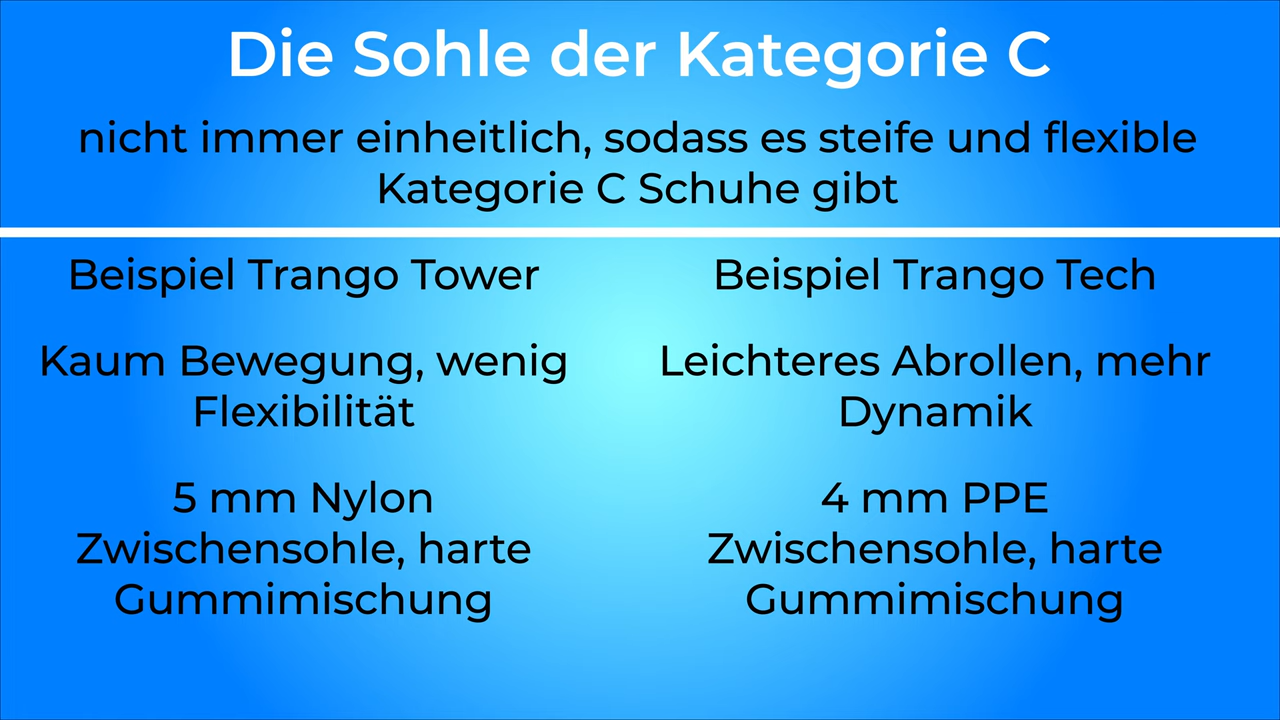 Die Sohle der Kategorie C
nicht immer einheitlich, sodass es steife und flexible
Kategorie C Schuhe gibt
Beispiel Trango Tower
Kaum Bewegung, wenig
Flexibilität
5 mm Nylon
Zwischensohle, harte
Gummimischung
Beispiel Trango Tech
Leichteres Abrollen, mehr
Dynamik
4 mm PPE
Zwischensohle, harte
Gummimischung